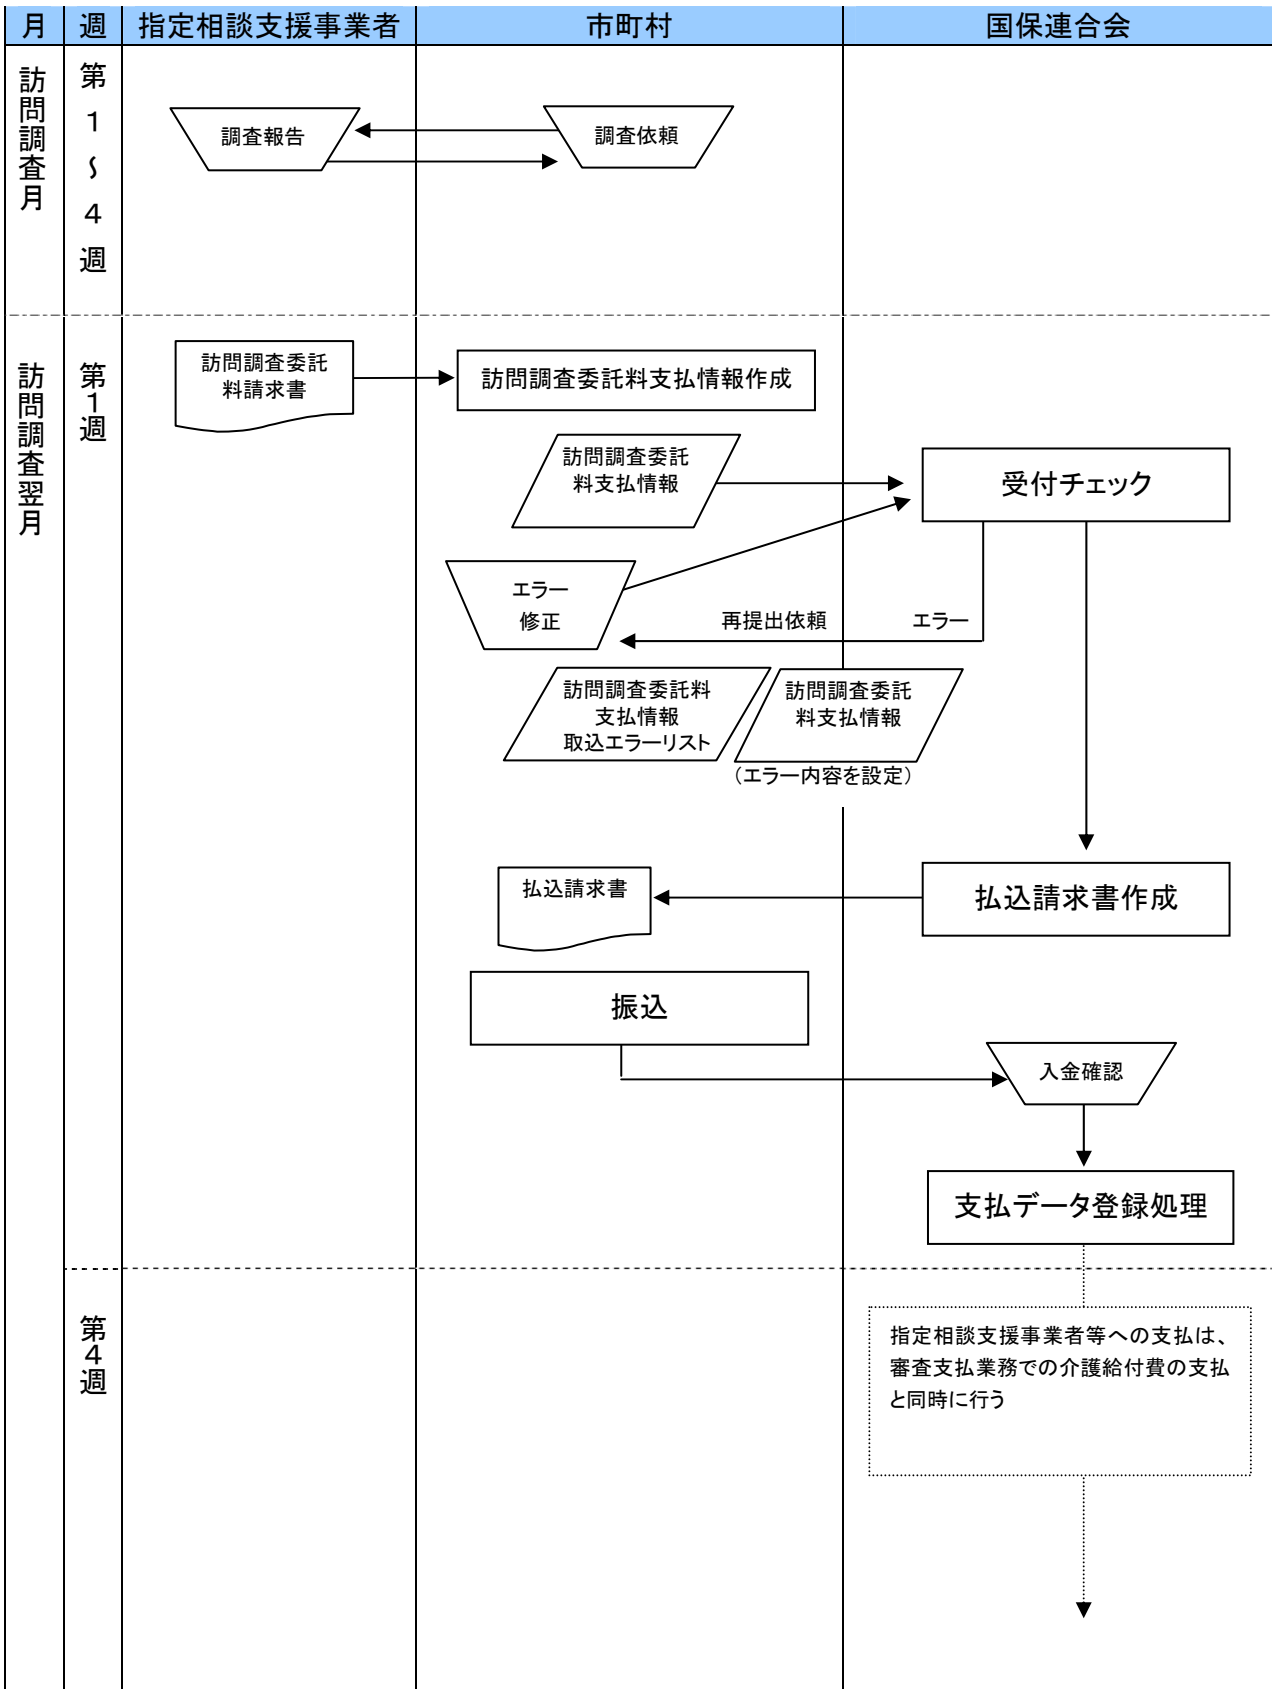 月 週 指定相談支援事業者 市町村 国保連合会
訪問調査月
第1～4週
調査報告
調査依頼
訪問調査翌月
第1週
訪問調査委託
料請求書
訪問調査委託料支払情報作成
訪問調査委託
料支払情報
受付チェック
エラー
修正
再提出依頼
エラー
訪問調査委託料
支払情報
取込エラーリスト
訪問調査委託
料支払情報
（エラー内容を設定）
払込請求書
払込請求書作成
振込
入金確認
支払データ登録処理
第4週
指定相談支援事業者等への支払は、
審査支払業務での介護給付費の支払
と同時に行う